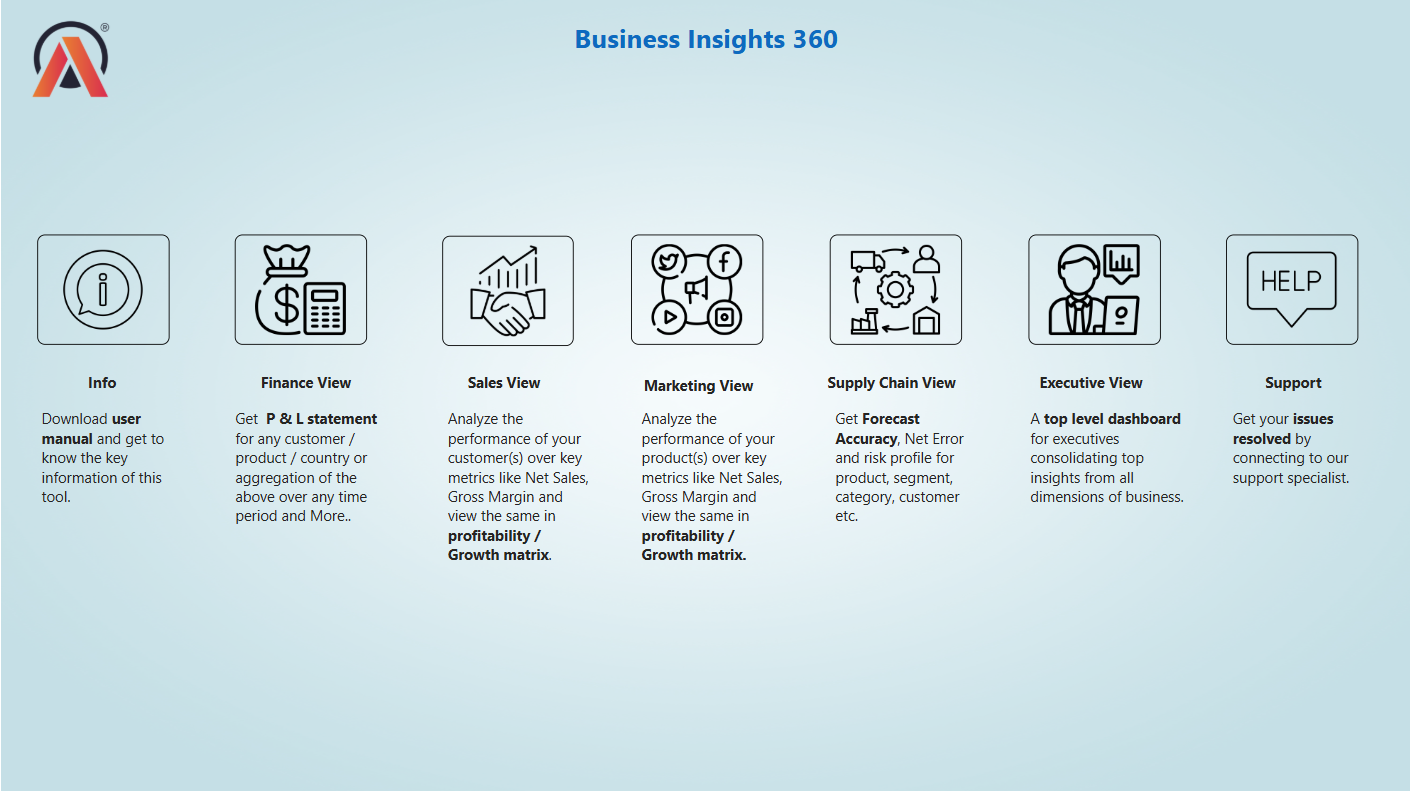 ®
Business Insights 360
HELP
Info
Download user
manual and get to
know the key
information of this
tool.
Finance View
Get P & L statement
for any customer /
product / country or
aggregation of the
above over any time
period and More..
Sales View
Analyze the
performance of your
customer(s) over key
metrics like Net Sales,
Gross Margin and
view the same in
profitability /
Growth matrix.
Marketing View
Analyze the
performance of your
product(s) over key
metrics like Net Sales,
Gross Margin and
view the same in
profitability /
Growth matrix.
Supply Chain View
Get Forecast
Accuracy, Net Error
and risk profile for
product, segment,
category, customer
etc.
Executive View
A top level dashboard
for executives
consolidating top
insights from all
dimensions of business.
Support
Get your issues
resolved by
connecting to our
support specialist.